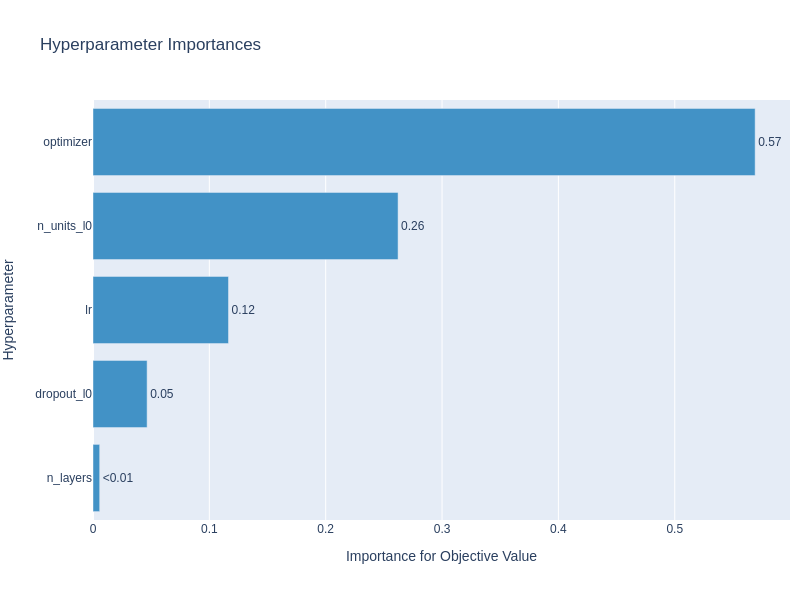 Hyperparameter Importances
Hyperparameter
optimizer
0.57
n_units_l0
0.26
lr
0.12
dropout_l0
0.05
n_layers
<0.01
0 0.1 0.2 0.3 0.4 0.5
Importance for Objective Value